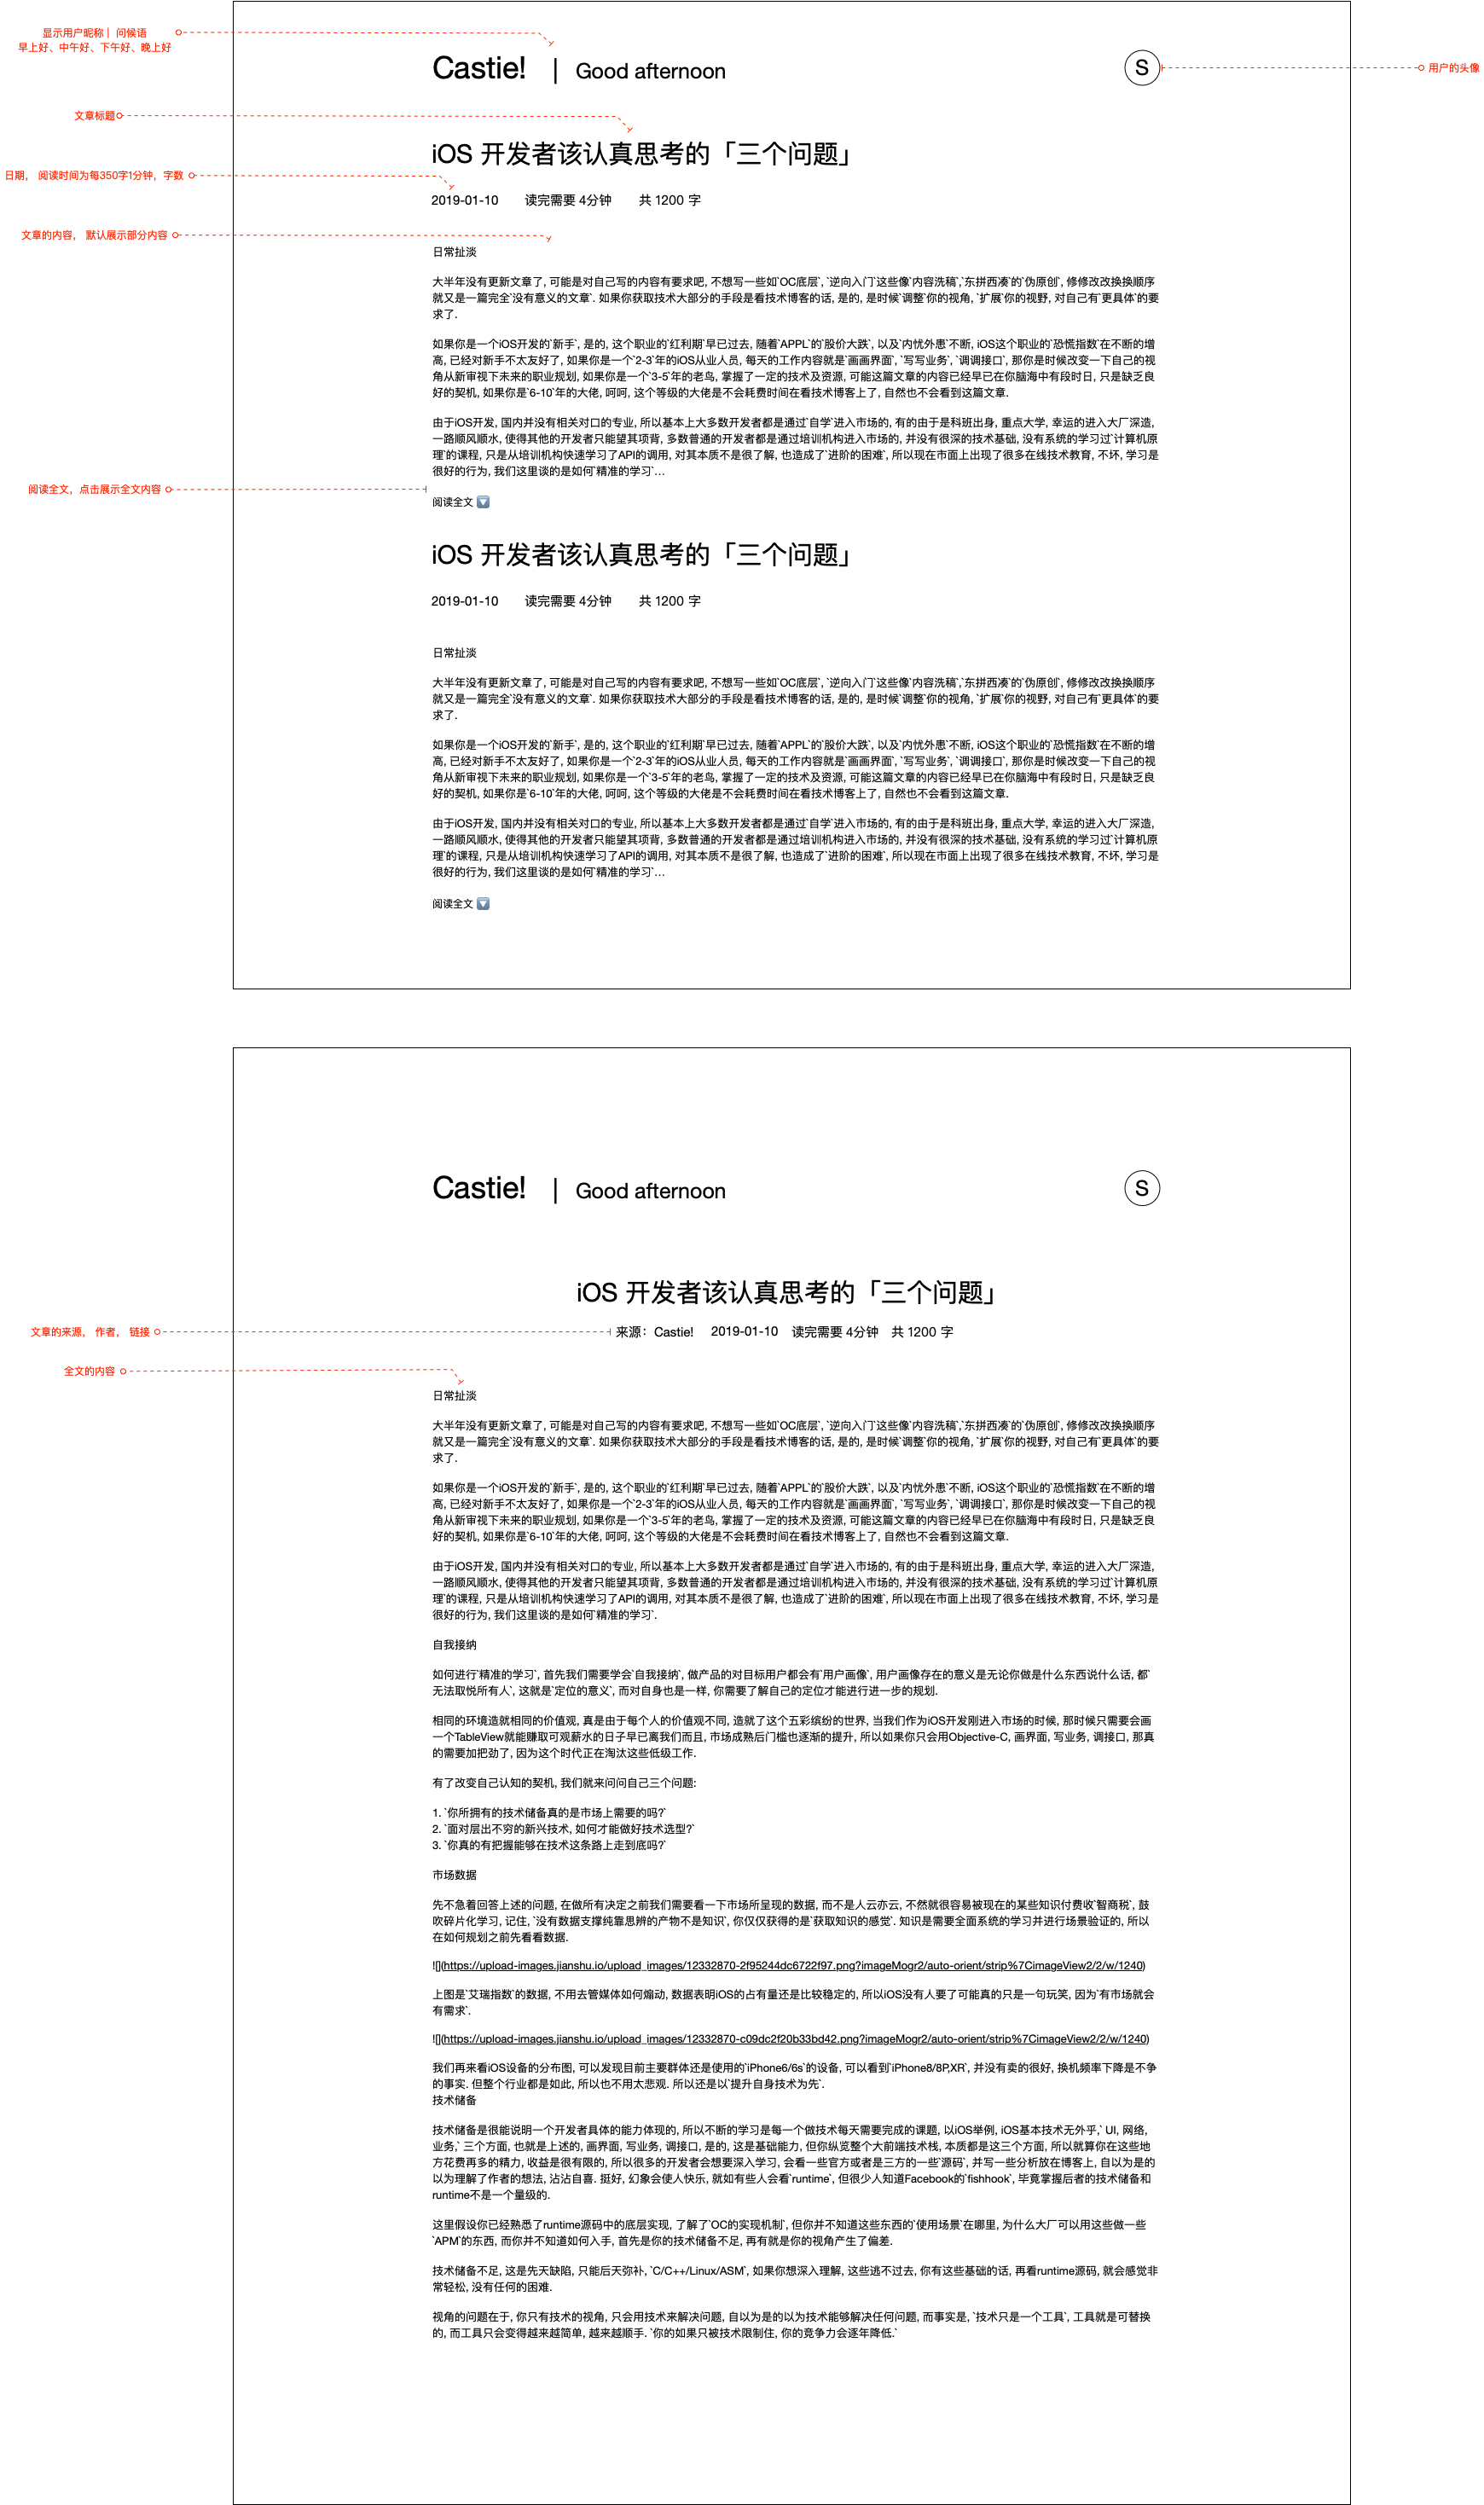 显示用户昵称 | 问候语
早上好、中午好、下午好、晚上好
Castie! | Good afternoon
S
用户的头像
文章标题
iOS 开发者该认真思考的「三个问题」
日期， 阅读时间为每350字1分钟，字数
2019-01-10 读完需要 4分钟 共 1200 字
文章的内容， 默认展示部分内容
日常扯淡
大半年没有更新文章了, 可能是对自己写的内容有要求吧, 不想写一些如`OC底层`, `逆向入门`这些像`内容洗稿`,`东拼西凑`的`伪原创`, 修修改改换换顺序
就又是一篇完全`没有意义的文章`. 如果你获取技术大部分的手段是看技术博客的话, 是的, 是时候`调整`你的视角, `扩展`你的视野, 对自己有`更具体`的要
求了.
如果你是一个iOS开发的`新手`, 是的, 这个职业的`红利期`早已过去, 随着`APPL`的`股价大跌`, 以及`内忧外患`不断, iOS这个职业的`恐慌指数`在不断的增
高, 已经对新手不太友好了, 如果你是一个`2-3`年的iOS从业人员, 每天的工作内容就是`画画界面`, `写写业务`, `调调接口`, 那你是时候改变一下自己的视
角从新审视下未来的职业规划, 如果你是一个`3-5`年的老鸟, 掌握了一定的技术及资源, 可能这篇文章的内容已经早已在你脑海中有段时日, 只是缺乏良
好的契机, 如果你是`6-10`年的大佬, 呵呵, 这个等级的大佬是不会耗费时间在看技术博客上了, 自然也不会看到这篇文章.
由于iOS开发, 国内并没有相关对口的专业, 所以基本上大多数开发者都是通过`自学`进入市场的, 有的由于是科班出身, 重点大学, 幸运的进入大厂深造,
一路顺风顺水, 使得其他的开发者只能望其项背, 多数普通的开发者都是通过培训机构进入市场的, 并没有很深的技术基础, 没有系统的学习过`计算机原
理`的课程, 只是从培训机构快速学习了API的调用, 对其本质不是很了解, 也造成了`进阶的困难`, 所以现在市面上出现了很多在线技术教育, 不坏, 学习是
很好的行为, 我们这里谈的是如何`精准的学习`...
阅读全文，点击展示全文内容
阅读全文 🔽
iOS 开发者该认真思考的「三个问题」
2019-01-10 读完需要 4分钟 共 1200 字
日常扯淡
大半年没有更新文章了, 可能是对自己写的内容有要求吧, 不想写一些如`OC底层`, `逆向入门`这些像`内容洗稿`,`东拼西凑`的`伪原创`, 修修改改换换顺序
就又是一篇完全`没有意义的文章`. 如果你获取技术大部分的手段是看技术博客的话, 是的, 是时候`调整`你的视角, `扩展`你的视野, 对自己有`更具体`的要
求了.
如果你是一个iOS开发的`新手`, 是的, 这个职业的`红利期`早已过去, 随着`APPL`的`股价大跌`, 以及`内忧外患`不断, iOS这个职业的`恐慌指数`在不断的增
高, 已经对新手不太友好了, 如果你是一个`2-3`年的iOS从业人员, 每天的工作内容就是`画画界面`, `写写业务`, `调调接口`, 那你是时候改变一下自己的视
角从新审视下未来的职业规划, 如果你是一个`3-5`年的老鸟, 掌握了一定的技术及资源, 可能这篇文章的内容已经早已在你脑海中有段时日, 只是缺乏良
好的契机, 如果你是`6-10`年的大佬, 呵呵, 这个等级的大佬是不会耗费时间在看技术博客上了, 自然也不会看到这篇文章.
由于iOS开发, 国内并没有相关对口的专业, 所以基本上大多数开发者都是通过`自学`进入市场的, 有的由于是科班出身, 重点大学, 幸运的进入大厂深造,
一路顺风顺水, 使得其他的开发者只能望其项背, 多数普通的开发者都是通过培训机构进入市场的, 并没有很深的技术基础, 没有系统的学习过`计算机原
理`的课程, 只是从培训机构快速学习了API的调用, 对其本质不是很了解, 也造成了`进阶的困难`, 所以现在市面上出现了很多在线技术教育, 不坏, 学习是
很好的行为, 我们这里谈的是如何`精准的学习`...
阅读全文 🔽
Castie! | Good afternoon
S
iOS 开发者该认真思考的「三个问题」
文章的来源， 作者， 链接
来源：Castie! 2019-01-10 读完需要 4分钟 共 1200 字
全文的内容
日常扯淡
大半年没有更新文章了, 可能是对自己写的内容有要求吧, 不想写一些如`OC底层`, `逆向入门`这些像`内容洗稿`,`东拼西凑`的`伪原创`, 修修改改换换顺序
就又是一篇完全`没有意义的文章`. 如果你获取技术大部分的手段是看技术博客的话, 是的, 是时候`调整`你的视角, `扩展`你的视野, 对自己有`更具体`的要
求了.
如果你是一个iOS开发的`新手`, 是的, 这个职业的`红利期`早已过去, 随着`APPL`的`股价大跌`, 以及`内忧外患`不断, iOS这个职业的`恐慌指数`在不断的增
高, 已经对新手不太友好了, 如果你是一个`2-3`年的iOS从业人员, 每天的工作内容就是`画画界面`, `写写业务`, `调调接口`, 那你是时候改变一下自己的视
角从新审视下未来的职业规划, 如果你是一个`3-5`年的老鸟, 掌握了一定的技术及资源, 可能这篇文章的内容已经早已在你脑海中有段时日, 只是缺乏良
好的契机, 如果你是`6-10`年的大佬, 呵呵, 这个等级的大佬是不会耗费时间在看技术博客上了, 自然也不会看到这篇文章.
由于iOS开发, 国内并没有相关对口的专业, 所以基本上大多数开发者都是通过`自学`进入市场的, 有的由于是科班出身, 重点大学, 幸运的进入大厂深造,
一路顺风顺水, 使得其他的开发者只能望其项背, 多数普通的开发者都是通过培训机构进入市场的, 并没有很深的技术基础, 没有系统的学习过`计算机原
理`的课程, 只是从培训机构快速学习了API的调用, 对其本质不是很了解, 也造成了`进阶的困难`, 所以现在市面上出现了很多在线技术教育, 不坏, 学习是
很好的行为, 我们这里谈的是如何`精准的学习`.
自我接纳
如何进行`精准的学习`, 首先我们需要学会`自我接纳`, 做产品的对目标用户都会有`用户画像`, 用户画像存在的意义是无论你做是什么东西说什么话, 都`
无法取悦所有人`, 这就是`定位的意义`, 而对自身也是一样, 你需要了解自己的定位才能进行进一步的规划.
相同的环境造就相同的价值观, 真是由于每个人的价值观不同, 造就了这个五彩缤纷的世界, 当我们作为iOS开发刚进入市场的时候, 那时候只需要会画
一个TableView就能赚取可观薪水的日子早已离我们而且, 市场成熟后门槛也逐渐的提升, 所以如果你只会用Objective-C, 画界面, 写业务, 调接口, 那真
的需要加把劲了, 因为这个时代正在淘汰这些低级工作.
有了改变自己认知的契机, 我们就来问问自己三个问题:
1. `你所拥有的技术储备真的是市场上需要的吗?`
2. `面对层出不穷的新兴技术, 如何才能做好技术选型?`
3. `你真的有把握能够在技术这条路上走到底吗?`
市场数据
先不急着回答上述的问题, 在做所有决定之前我们需要看一下市场所呈现的数据, 而不是人云亦云, 不然就很容易被现在的某些知识付费收`智商税`, 鼓
吹碎片化学习, 记住, `没有数据支撑纯靠思辨的产物不是知识`, 你仅仅获得的是`获取知识的感觉`. 知识是需要全面系统的学习并进行场景验证的, 所以
在如何规划之前先看看数据.
![](https://upload-images.jianshu.io/upload_images/12332870-2f95244dc6722f97.png?imageMogr2/auto-orient/strip%7CimageView2/2/w/1240)
上图是`艾瑞指数`的数据, 不用去管媒体如何煽动, 数据表明iOS的占有量还是比较稳定的, 所以iOS没有人要了可能真的只是一句玩笑, 因为`有市场就会
有需求`.
![](https://upload-images.jianshu.io/upload_images/12332870-c09dc2f20b33bd42.png?imageMogr2/auto-orient/strip%7CimageView2/2/w/1240)
我们再来看iOS设备的分布图, 可以发现目前主要群体还是使用的`iPhone6/6s`的设备, 可以看到`iPhone8/8P,XR`, 并没有卖的很好, 换机频率下降是不争
的事实. 但整个行业都是如此, 所以也不用太悲观. 所以还是以`提升自身技术为先`.
技术储备
技术储备是很能说明一个开发者具体的能力体现的, 所以不断的学习是每一个做技术每天需要完成的课题, 以iOS举例, iOS基本技术无外乎,` UI, 网络,
业务,` 三个方面, 也就是上述的, 画界面, 写业务, 调接口, 是的, 这是基础能力, 但你纵览整个大前端技术栈, 本质都是这三个方面, 所以就算你在这些地
方花费再多的精力, 收益是很有限的, 所以很多的开发者会想要深入学习, 会看一些官方或者是三方的一些`源码`, 并写一些分析放在博客上, 自以为是的
以为理解了作者的想法, 沾沾自喜. 挺好, 幻象会使人快乐, 就如有些人会看`runtime`, 但很少人知道Facebook的`fishhook`, 毕竟掌握后者的技术储备和
runtime不是一个量级的.
这里假设你已经熟悉了runtime源码中的底层实现, 了解了`OC的实现机制`, 但你并不知道这些东西的`使用场景`在哪里, 为什么大厂可以用这些做一些
`APM`的东西, 而你并不知道如何入手, 首先是你的技术储备不足, 再有就是你的视角产生了偏差.
技术储备不足, 这是先天缺陷, 只能后天弥补, `C/C++/Linux/ASM`, 如果你想深入理解, 这些逃不过去, 你有这些基础的话, 再看runtime源码, 就会感觉非
常轻松, 没有任何的困难.
视角的问题在于, 你只有技术的视角, 只会用技术来解决问题, 自以为是的以为技术能够解决任何问题, 而事实是, `技术只是一个工具`, 工具就是可替换
的, 而工具只会变得越来越简单, 越来越顺手. `你的如果只被技术限制住, 你的竞争力会逐年降低.`